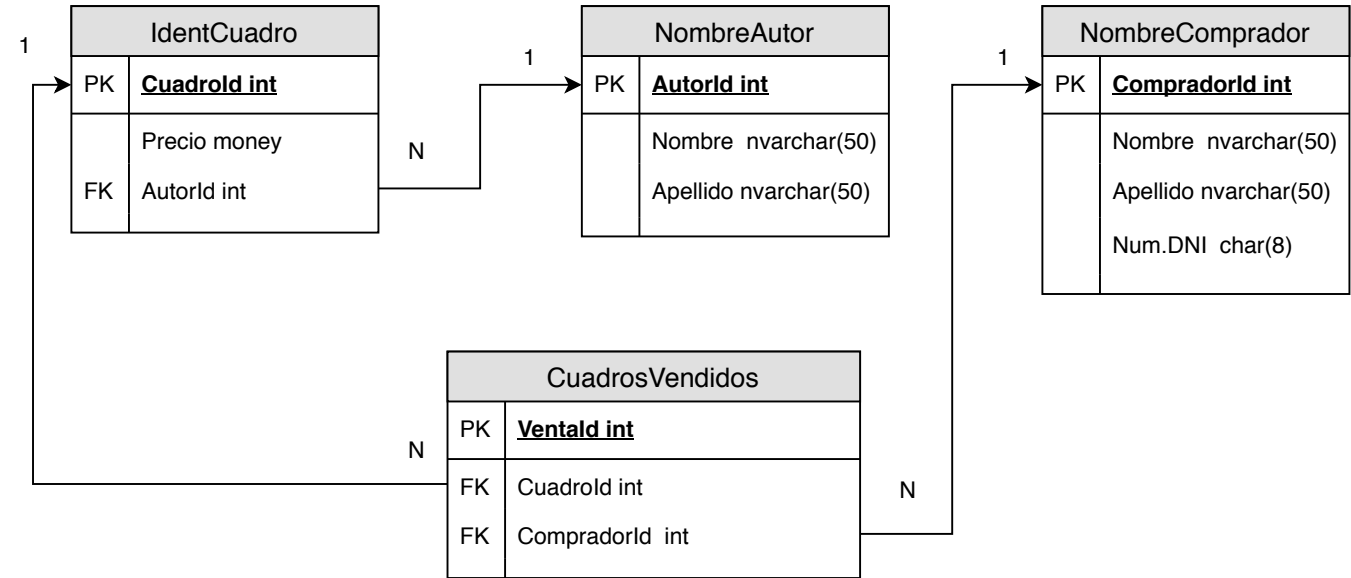 IdentCuadro
PK CuadroId int
Precio money
FK AutorId int
1
N
NombreAutor
PK AutorId int
Nombre nvarchar(50)
Apellido nvarchar(50)
1
NombreComprador
PK CompradorId int
Nombre nvarchar(50)
Apellido nvarchar(50)
Num.DNI char(8)
1
CuadrosVendidos
PK VentaId int
FK CuadroId int
FK CompradorId int
N
N